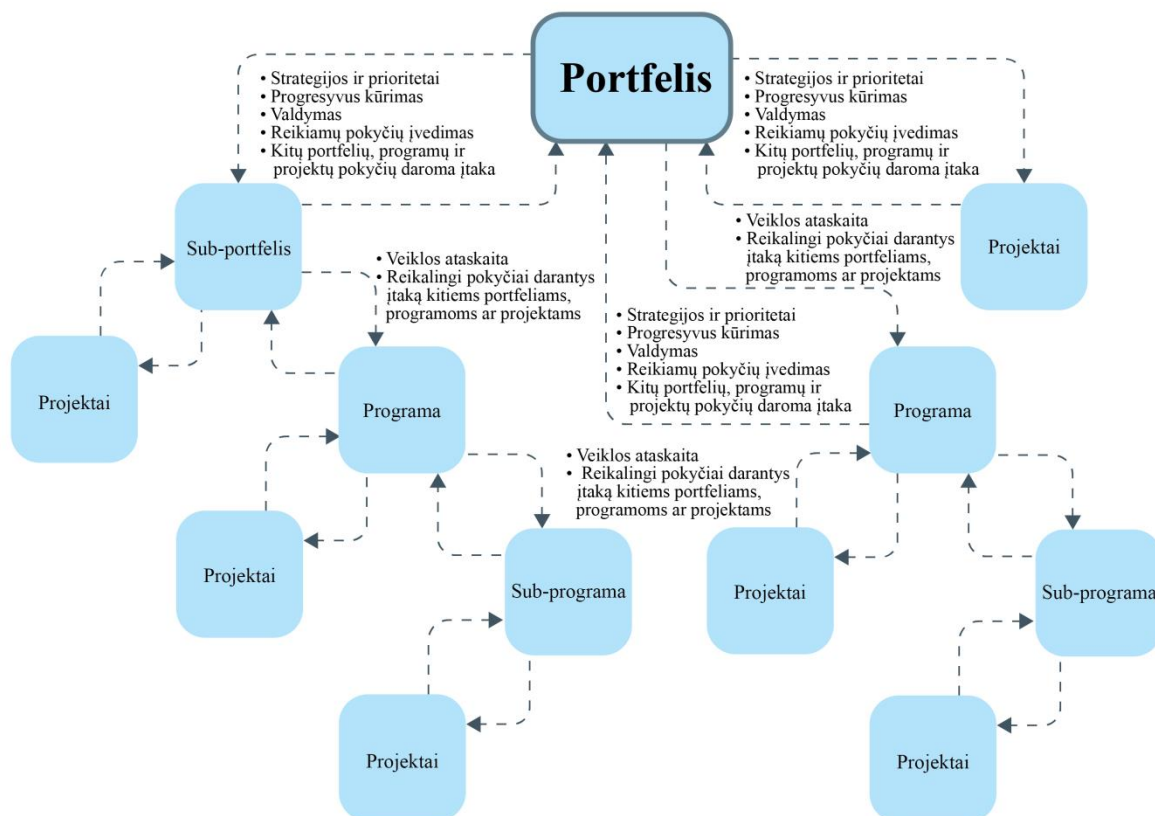 Portfelis
• Strategijos ir prioritetai
• Progresyvus kūrimas
• Valdymas
• Reikiamų pokyčių įvedimas
• Kitų portfelių, programų ir
projektų pokyčių daroma įtaka
• Strategijos ir prioritetai
• Progresyvus kūrimas
• Valdymas
• Reikiamų pokyčių įvedimas
• Kitų portfelių, programų ir
projektų pokyčių daroma įtaka
Sub-portfelis
Projektai
• Veiklos ataskaita
• Reikalingi pokyčiai darantys
įtaką kitiems portfeliams,
programoms ar projektams
• Veiklos ataskaita
• Reikalingi pokyčiai darantys
įtaką kitiems portfeliams,
programoms ar projektams
• Strategijos ir prioritetai
• Progresyvus kūrimas
• Valdymas
• Reikiamų pokyčių įvedimas
• Kitų portfelių, programų ir
projektų pokyčių daroma įtaka
Projektai
Programa
Programa
• Veiklos ataskaita
• Reikalingi pokyčiai darantys
įtaką kitiems portfeliams,
programoms ar projektams
Projektai
Sub-programa
Projektai
Sub-programa
Projektai
Projektai